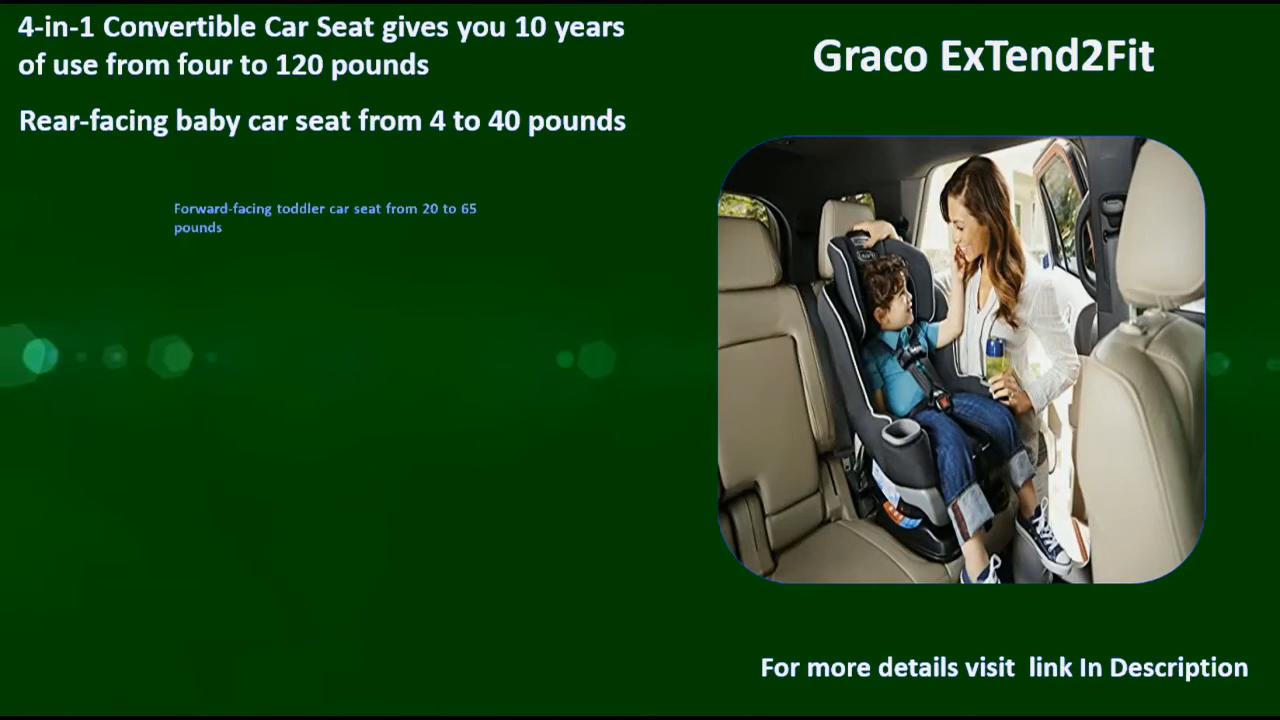 4-in-1 Convertible Car Seat gives you 10 years
of use from four to 120 pounds
Rear-facing baby car seat from 4 to 40 pounds
Forward-facing toddler car seat from 20 to 65
pounds
Graco ExTend2Fit
For more details visit link In Description